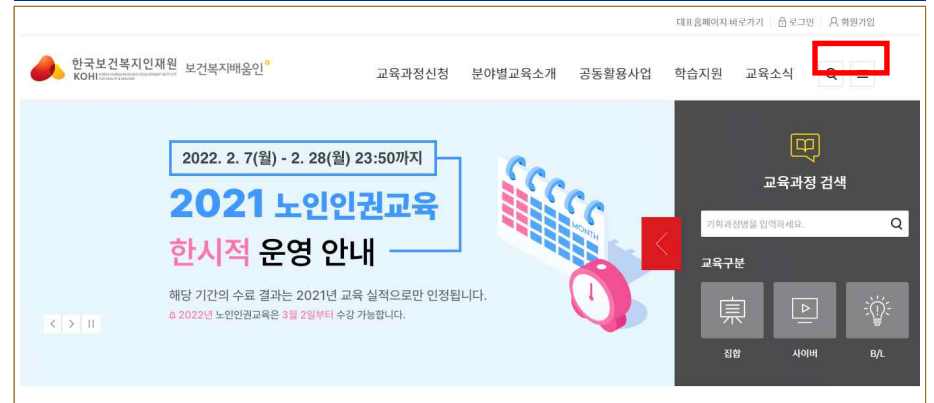 대표홈페이지 바로가기 로그인 회원가입
한국보건복지인재원 보건복지배움인
KOHI
교육과정신청 분야별교육소개 공동활용사업 학습지원 교육소식
2022. 2. 7(월) - 2. 28(월) 23:50까지
2021 노인인권교육
한시적 운영 안내
해당 기간의 수료 결과는 2021년 교육 실적으로만 인정됩니다.
2022년 노인인권교육은 3월 2일부터 수강 가능합니다.
MONTH
교육과정 검색
기획과정명을 입력하세요.
교육구분
집합 사이버 B/L